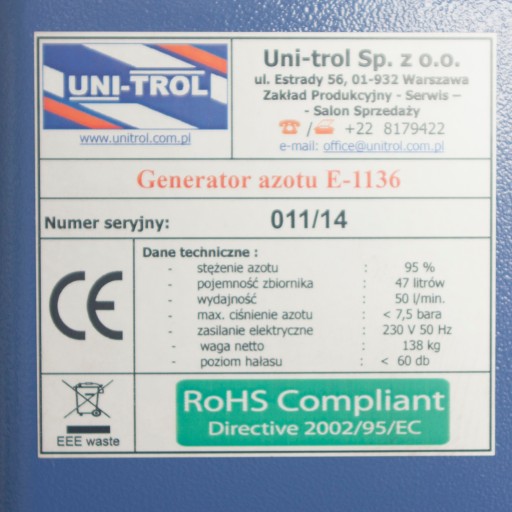 UNI-TROL
www.unitrol.com.pl
Uni-trol Sp. z o.o.
ul. Estrady 56, 01-932 Warszawa
Zakład Produkcyjny - Serwis –
- Salon Sprzedaży
☎ / 📠 +22 8179422
e-mail: office@unitrol.com.pl
Generator azotu E-1136
Numer seryjny: 011/14
CE
Dane techniczne :
- stężenie azotu : 95 %
- pojemność zbiornika : 47 litrów
- wydajność : 50 l/min.
- max. ciśnienie azotu : < 7,5 bara
- zasilanie elektryczne : 230 V 50 Hz
- waga netto : 138 kg
- poziom hałasu : < 60 db
EEE waste
RoHS Compliant
Directive 2002/95/EC